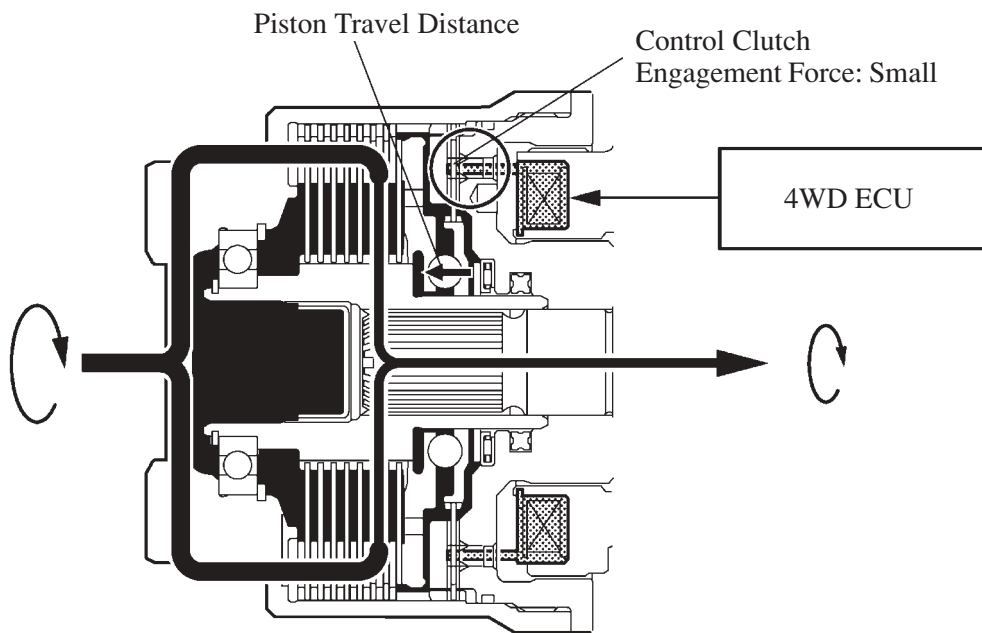 Piston Travel Distance
Control Clutch
Engagement Force: Small
4WD ECU